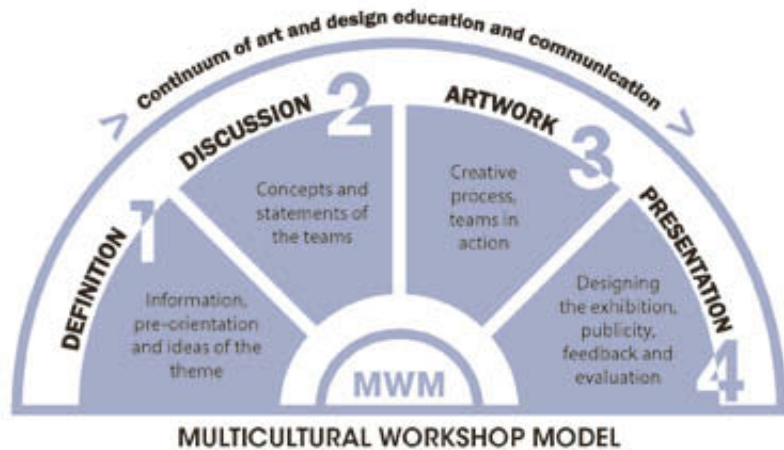 Continuum of art and design education and communication
DEFINITION
1
Information,
pre-orientation
and ideas of the
theme
DISCUSSION
2
Concepts and
statements of
the teams
ARTWORK
3
Creative
process,
teams in
action
PRESENTATION
4
Designing
the exhibition,
publicity,
feedback and
evaluation
MWM
MULTICULTURAL WORKSHOP MODEL